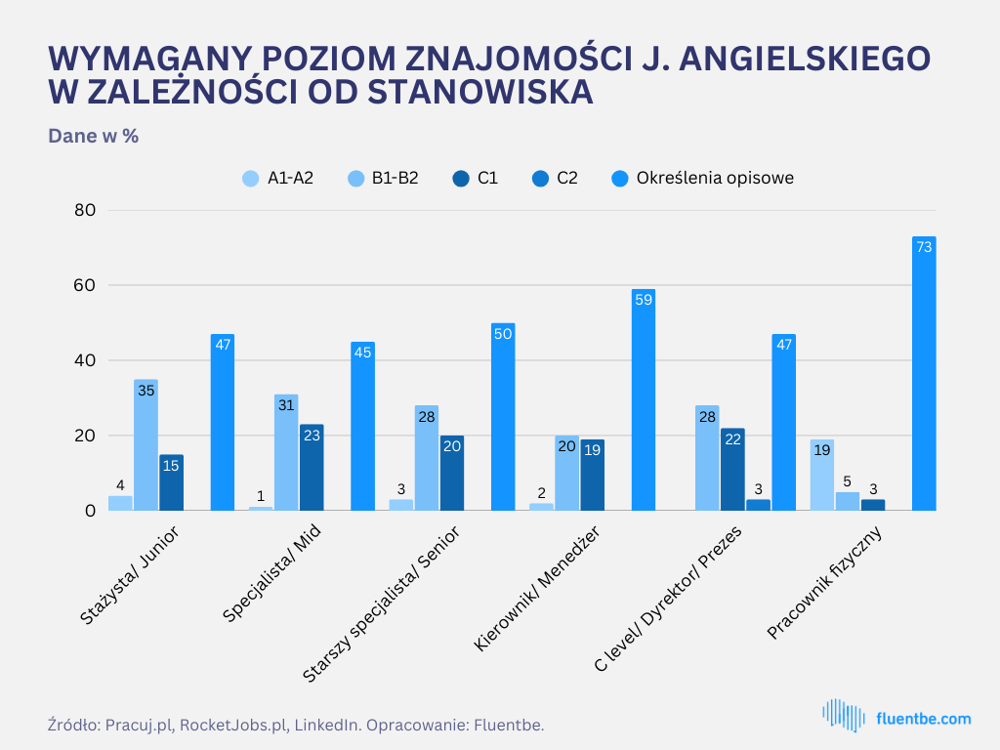 WYMAGANY POZIOM ZNAJOMOŚCI J. ANGIELSKIEGO
W ZALEŻNOŚCI OD STANOWISKA
Dane w %
A1-A2 B1-B2 C1 C2 Określenia opisowe
80
60
40
20
0
4 35 15 47
1 31 23 45
3 28 20 50
2 20 19 59
28 22 3 47
19 5 3 73
Stażysta/ Junior
Specjalista/ Mid
Starszy specjalista/ Senior
Kierownik/ Menedżer
C level/ Dyrektor/ Prezes
Pracownik fizyczny
Źródło: Pracuj.pl, RocketJobs.pl, LinkedIn. Opracowanie: Fluentbe.
fluentbe.com